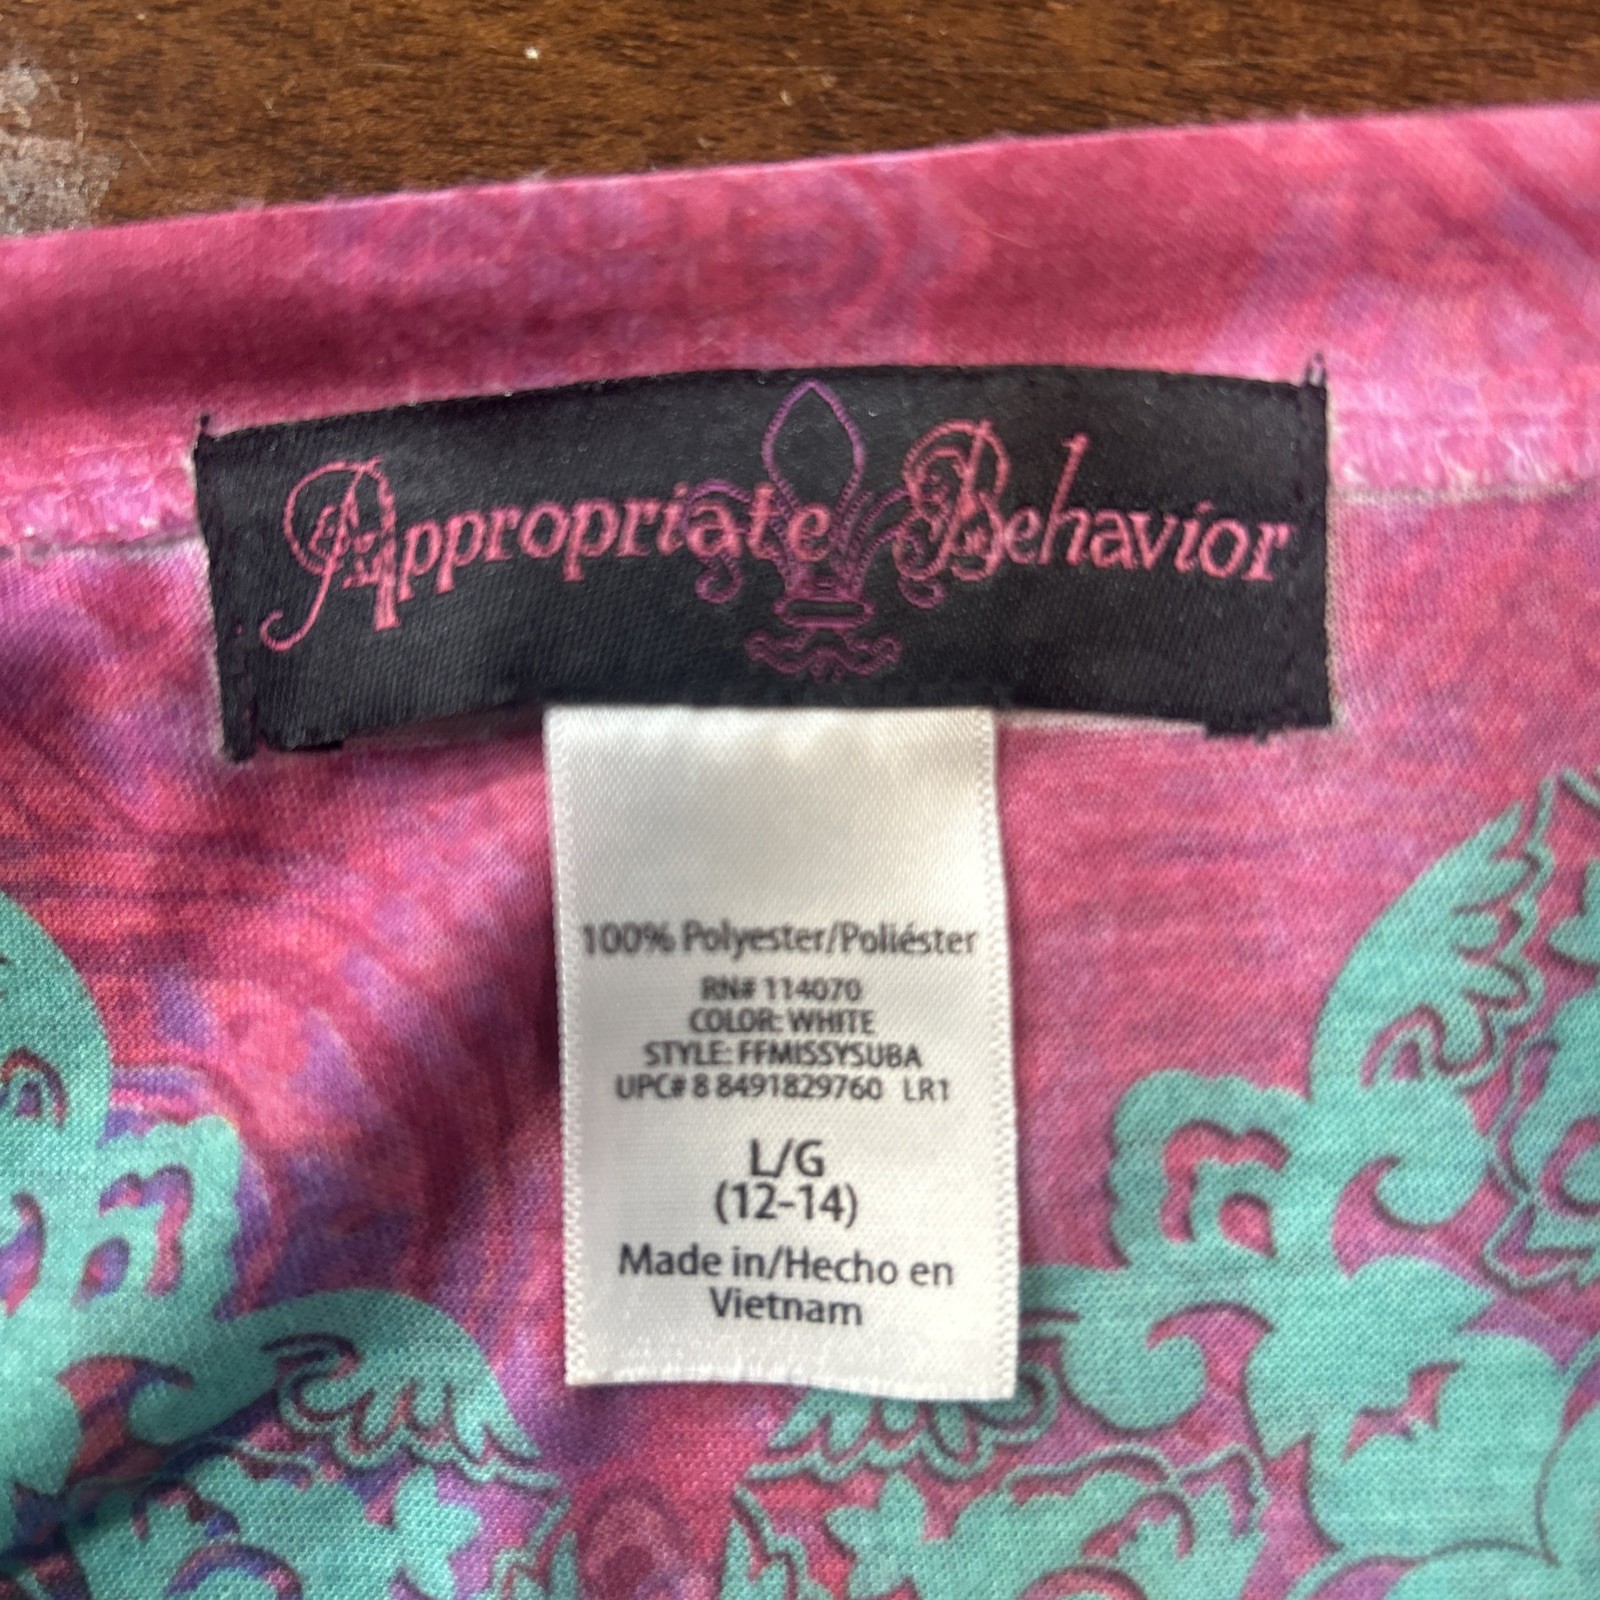 Appropriate Behavior
100% Polyester/Poliéster
RN# 114070
COLOR: WHITE
STYLE: FFMISSYSUBA
UPC# 8 8491829760 LR1
L/G
(12-14)
Made in/Hecho en
Vietnam